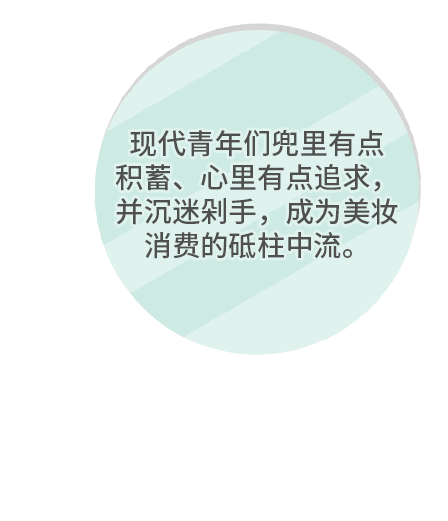 现代青年们兜里有点
积蓄、心里有点追求，
并沉迷剁手，成为美妆
消费的砥柱中流。